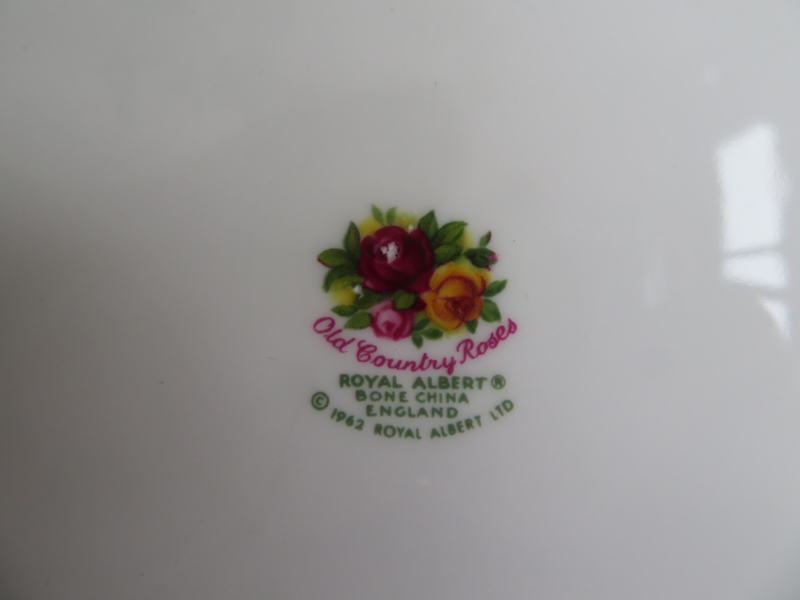 Old Country Roses
ROYAL ALBERT®
BONE CHINA
ENGLAND
© 1962 ROYAL ALBERT LTD